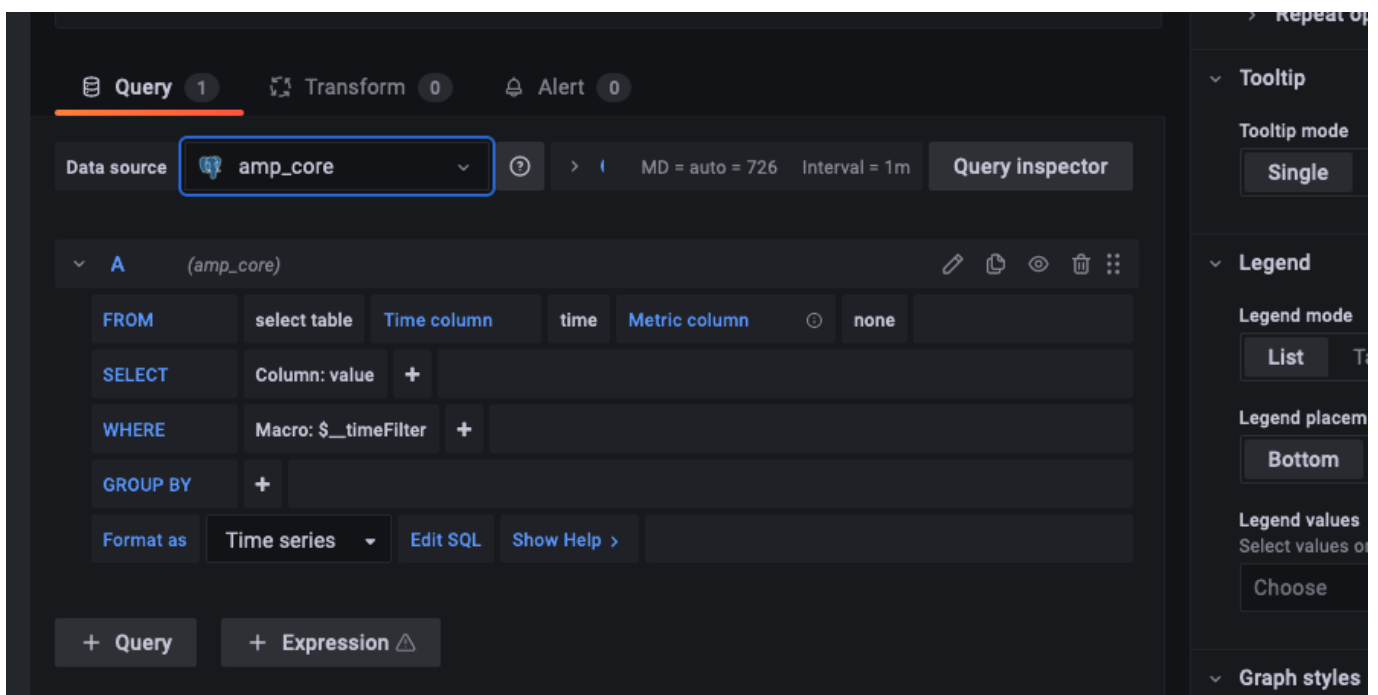 Repeat op
Query 1 Transform 0 Alert 0
Tooltip
Tooltip mode
Data source amp_core MD = auto = 726 Interval = 1m Query inspector
Single
A (amp_core)
Legend
FROM select table Time column time Metric column none
Legend mode
SELECT Column: value +
List Ta
WHERE Macro: $__timeFilter +
Legend placem
GROUP BY +
Bottom
Format as Time series Edit SQL Show Help >
Legend values
Select values or
Choose
+ Query + Expression
Graph styles